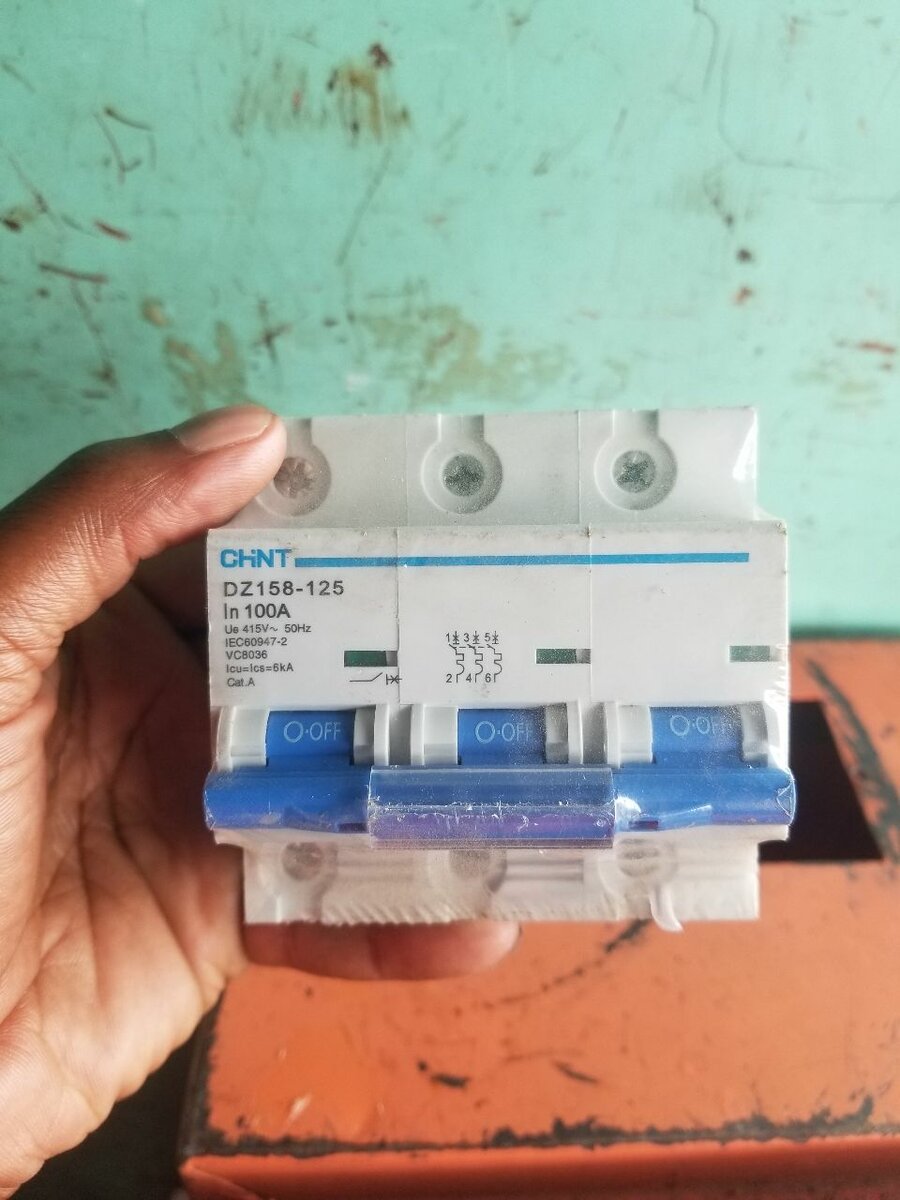 CHNT
DZ158-125
In 100A
Ue 415V~ 50Hz
IEC60947-2
VC8036
Icu=Ics=6kA
Cat.A
1 3 5
2 4 6
O·OFF O·OFF O·OFF